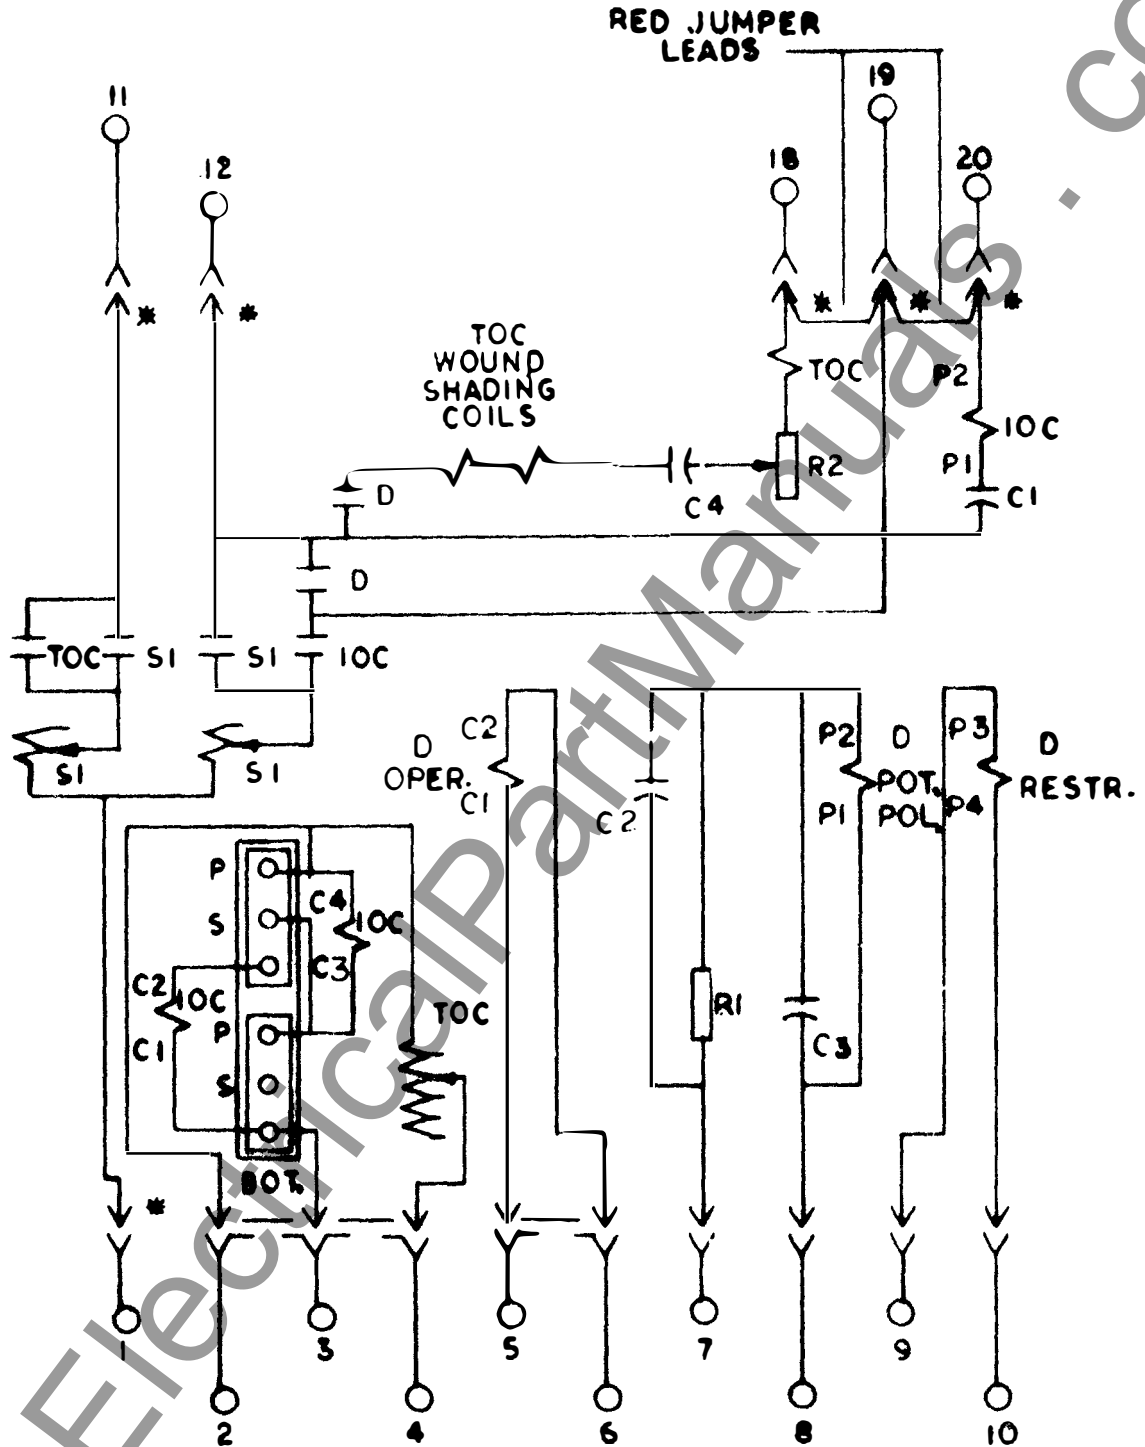 RED JUMPER
LEADS
11
12
18
19
20
*
*
*
*
*
TOC
WOUND
SHADING
COILS
TOC
P2
IOC
P1
R2
C1
C4
D
D
TOC
S1
S1
IOC
S1
S1
D
OPER.
C2
C1
C2
P2
P1
D
POT.
POL.
P3
P4
D
RESTR.
P
S
C4
IOC
C3
C2
IOC
C1
P
S
TOC
R1
C3
BOT.
*
1
2
3
4
5
6
7
8
9
10
ElectricalPartManuals . co